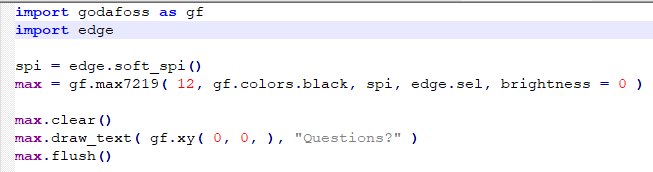 import godafoss as gf
import edge
spi = edge.soft_spi()
max = gf.max7219( 12, gf.colors.black, spi, edge.sel, brightness = 0 )
max.clear()
max.draw_text( gf.xy( 0, 0, ), "Questions?" )
max.flush()